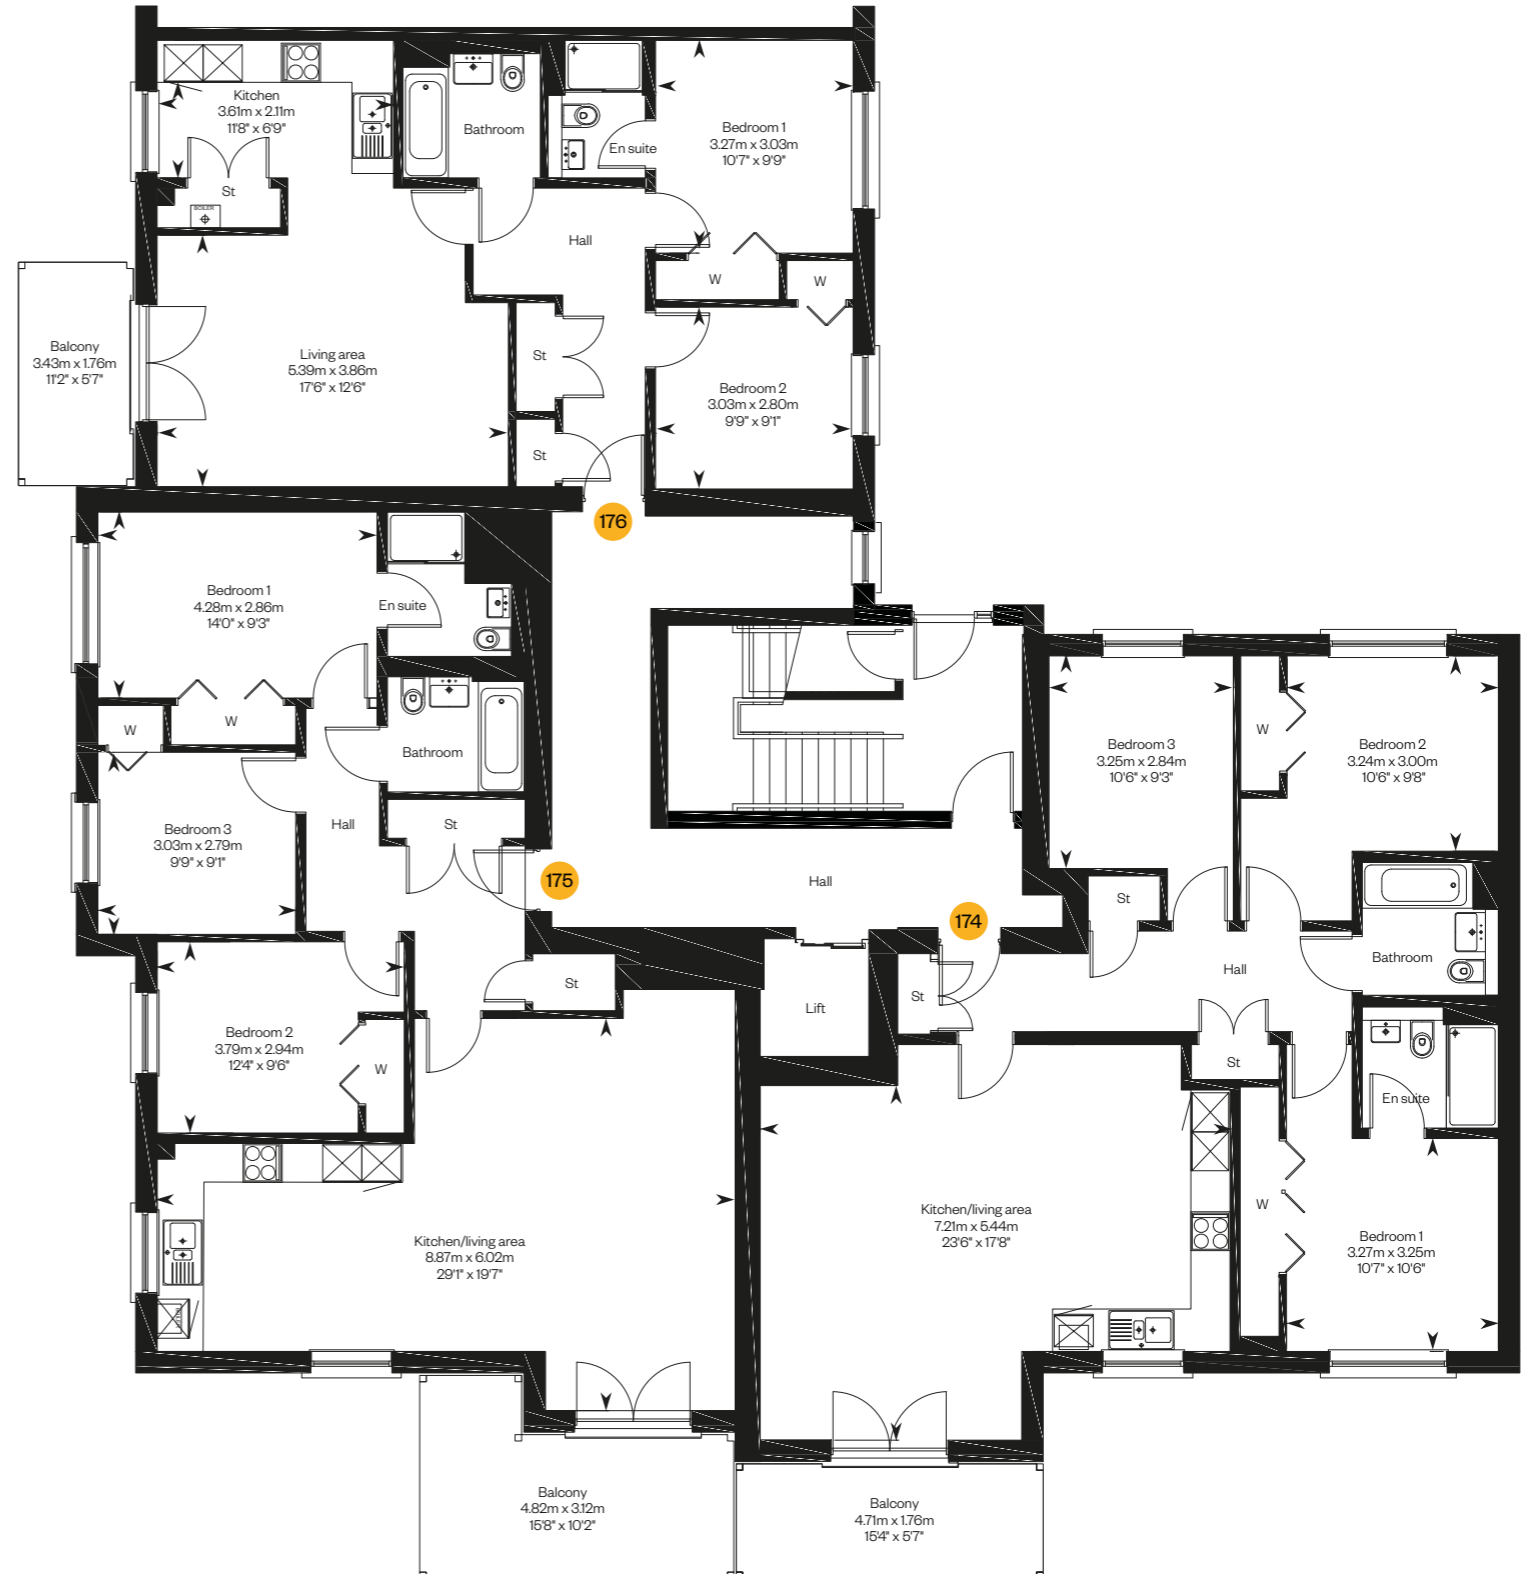 Kitchen
3.61m x 2.11m
11'8" x 6'9"
St
BOILER
Bathroom
En suite
Bedroom 1
3.27m x 3.03m
10'7" x 9'9"
Hall
W
W
Balcony
3.43m x 1.76m
11'2" x 5'7"
Living area
5.39m x 3.86m
17'6" x 12'6"
St
St
Bedroom 2
3.03m x 2.80m
9'9" x 9'1"
176
Bedroom 1
4.28m x 2.86m
14'0" x 9'3"
En suite
W
W
Bathroom
Bedroom 3
3.03m x 2.79m
9'9" x 9'1"
Hall
St
175
Hall
174
Bedroom 3
3.25m x 2.84m
10'6" x 9'3"
W
Bedroom 2
3.24m x 3.00m
10'6" x 9'8"
St
Bathroom
Hall
St
St
Lift
Bedroom 2
3.79m x 2.94m
12'4" x 9'6"
W
St
En suite
Kitchen/living area
8.87m x 6.02m
29'1" x 19'7"
Kitchen/living area
7.21m x 5.44m
23'6" x 17'8"
W
Bedroom 1
3.27m x 3.25m
10'7" x 10'6"
Balcony
4.82m x 3.12m
15'8" x 10'2"
Balcony
4.71m x 1.76m
15'4" x 5'7"